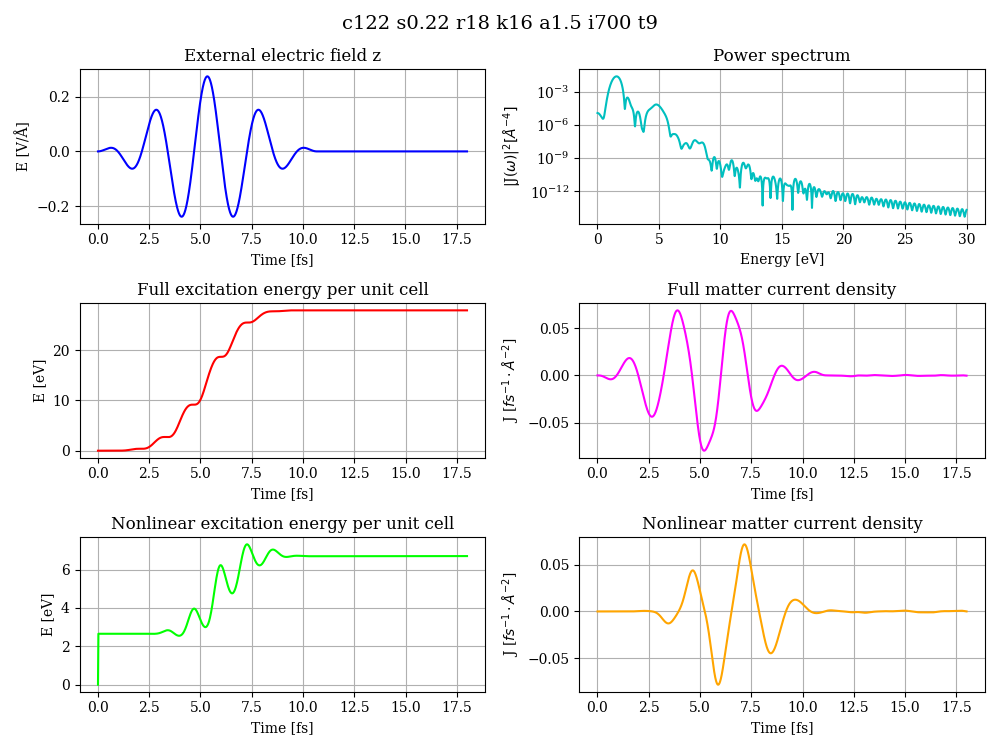 c122 s0.22 r18 k16 a1.5 i700 t9
External electric field z
E [V/Å]
0.2
0.0
−0.2
0.0 2.5 5.0 7.5 10.0 12.5 15.0 17.5
Time [fs]
Power spectrum
|J(ω)|²[Å⁻⁴]
10⁻³
10⁻⁶
10⁻⁹
10⁻¹²
0 5 10 15 20 25 30
Energy [eV]
Full excitation energy per unit cell
E [eV]
20
10
0
0.0 2.5 5.0 7.5 10.0 12.5 15.0 17.5
Time [fs]
Full matter current density
J [fs⁻¹ · Å⁻²]
0.05
0.00
−0.05
0.0 2.5 5.0 7.5 10.0 12.5 15.0 17.5
Time [fs]
Nonlinear excitation energy per unit cell
E [eV]
6
4
2
0
0.0 2.5 5.0 7.5 10.0 12.5 15.0 17.5
Time [fs]
Nonlinear matter current density
J [fs⁻¹ · Å⁻²]
0.05
0.00
−0.05
0.0 2.5 5.0 7.5 10.0 12.5 15.0 17.5
Time [fs]